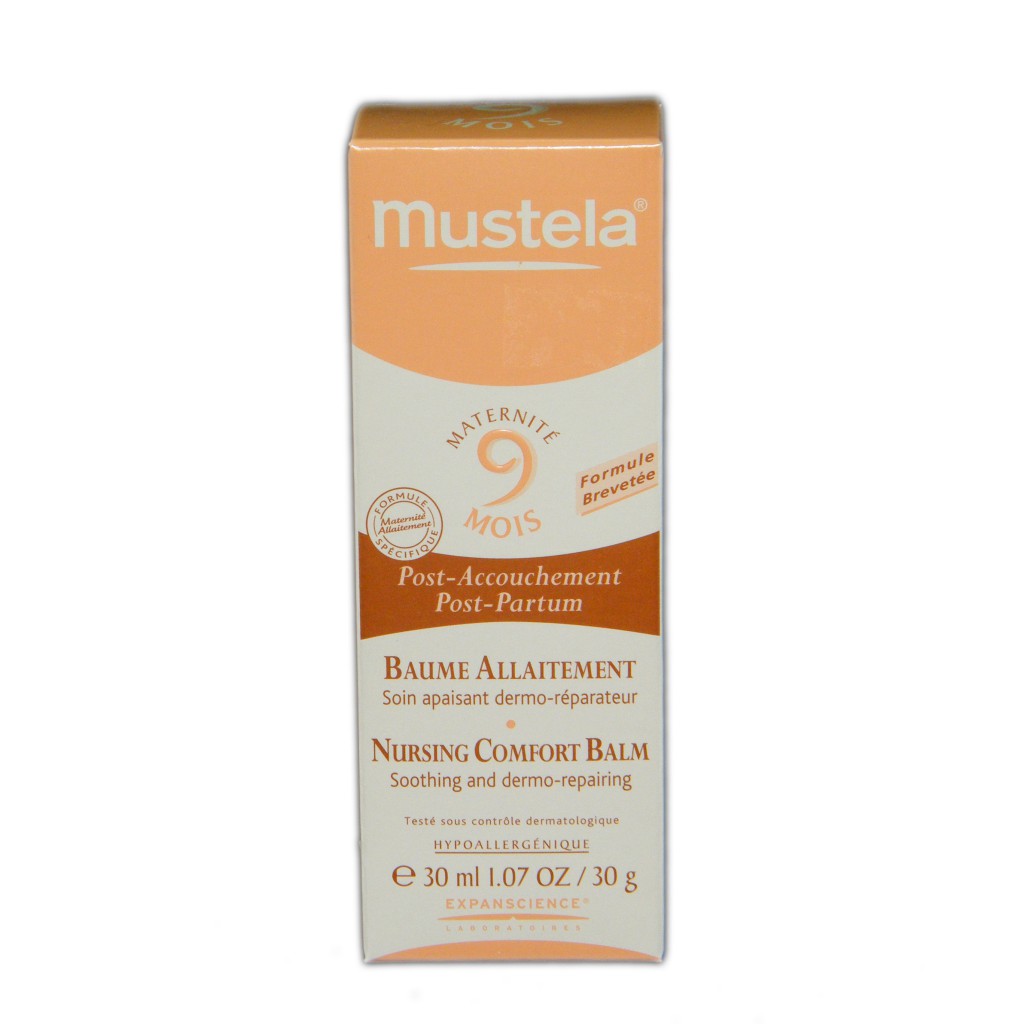 9
MOIS
mustela®
MATERNITÉ
9
MOIS
Formule
Brevetée
FORMULE
Maternité
Allaitement
SPÉCIFIQUE
Post-Accouchement
Post-Partum
BAUME ALLAITEMENT
Soin apaisant dermo-réparateur
NURSING COMFORT BALM
Soothing and dermo-repairing
Testé sous contrôle dermatologique
HYPOALLERGÉNIQUE
℮ 30 ml 1.07 OZ / 30 g
EXPANSCIENCE®
LABORATOIRES